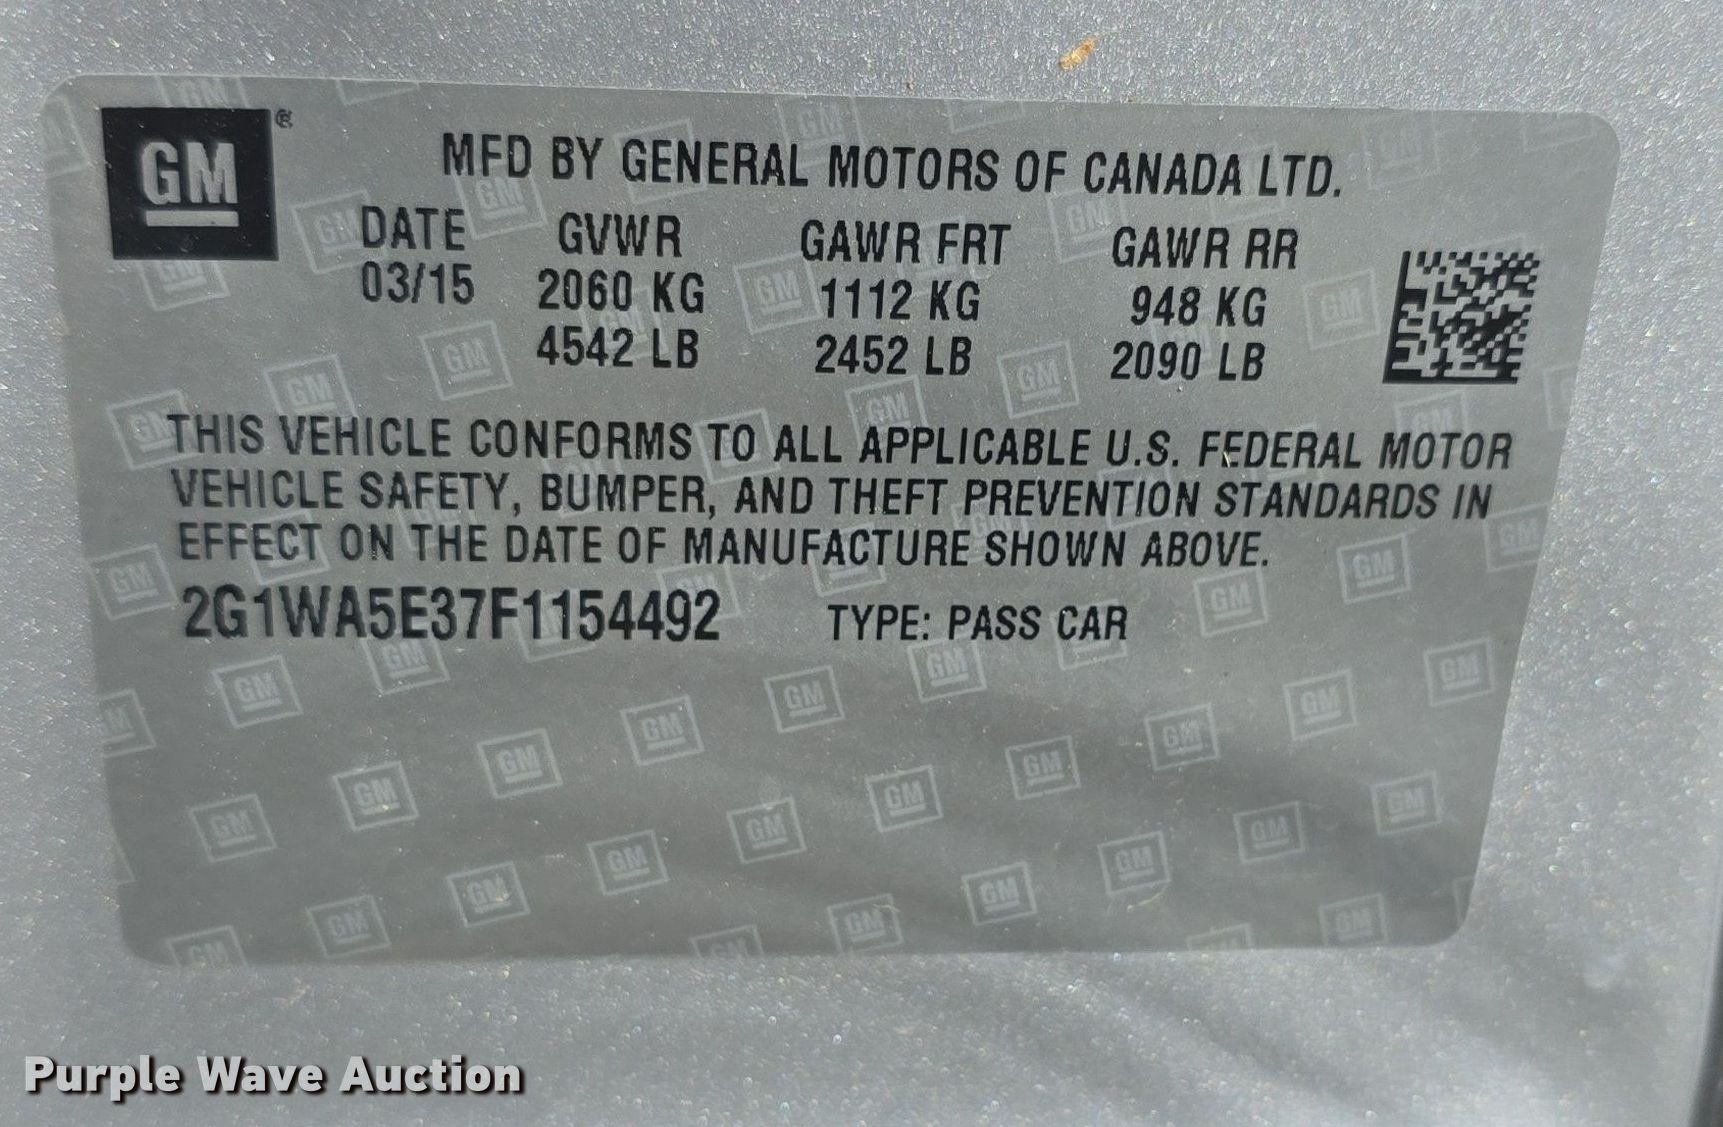 GM
MFD BY GENERAL MOTORS OF CANADA LTD.
DATE GVWR GAWR FRT GAWR RR
03/15 2060 KG 1112 KG 948 KG
4542 LB 2452 LB 2090 LB
THIS VEHICLE CONFORMS TO ALL APPLICABLE U.S. FEDERAL MOTOR
VEHICLE SAFETY, BUMPER, AND THEFT PREVENTION STANDARDS IN
EFFECT ON THE DATE OF MANUFACTURE SHOWN ABOVE.
2G1WA5E37F1154492 TYPE: PASS CAR
Purple Wave Auction